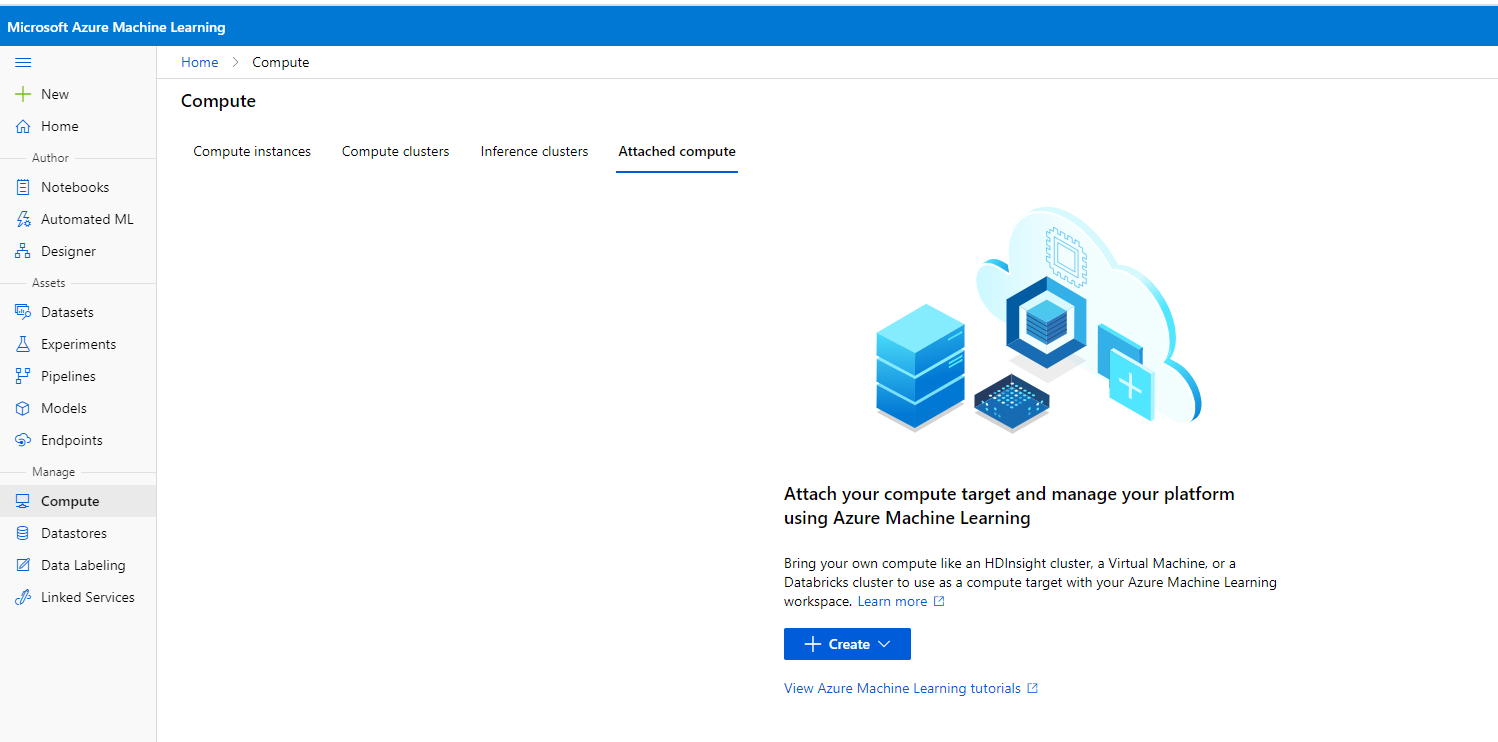 Microsoft Azure Machine Learning
Home > Compute
New
Home
Author
Notebooks
Automated ML
Designer
Assets
Datasets
Experiments
Pipelines
Models
Endpoints
Manage
Compute
Datastores
Data Labeling
Linked Services
Compute
Compute instances Compute clusters Inference clusters Attached compute
Attach your compute target and manage your platform
using Azure Machine Learning
Bring your own compute like an HDInsight cluster, a Virtual Machine, or a
Databricks cluster to use as a compute target with your Azure Machine Learning
workspace. Learn more
Create
View Azure Machine Learning tutorials